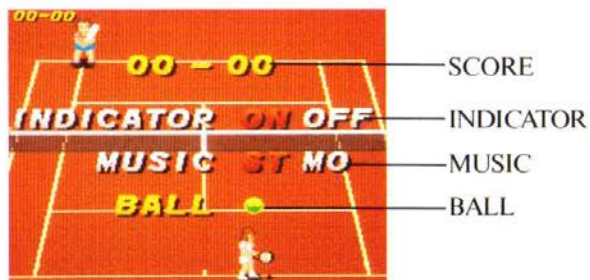 00-00
00 - 00 SCORE
INDICATOR ON OFF INDICATOR
MUSIC ST MO MUSIC
BALL BALL